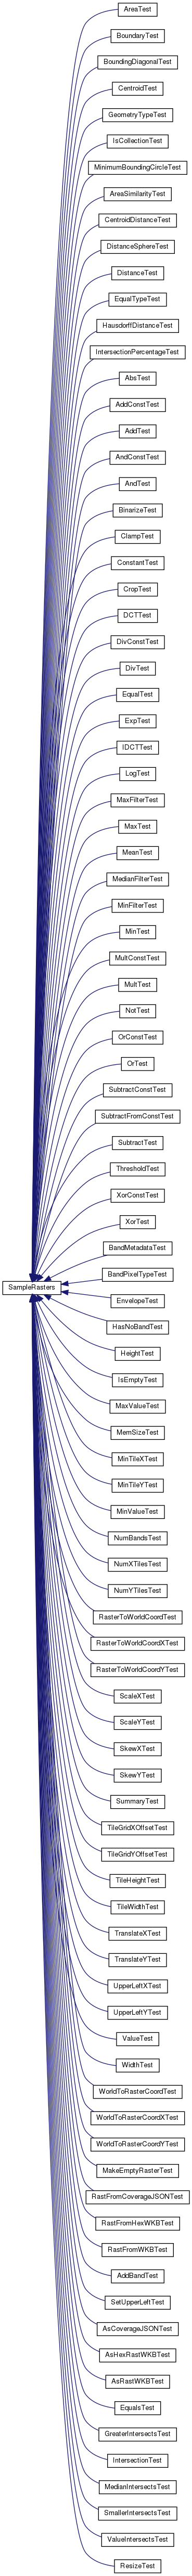 AreaTest
BoundaryTest
BoundingDiagonalTest
CentroidTest
GeometryTypeTest
IsCollectionTest
MinimumBoundingCircleTest
AreaSimilarityTest
CentroidDistanceTest
DistanceSphereTest
DistanceTest
EqualTypeTest
HausdorffDistanceTest
IntersectionPercentageTest
AbsTest
AddConstTest
AddTest
AndConstTest
AndTest
BinarizeTest
ClampTest
ConstantTest
CropTest
DCTTest
DivConstTest
DivTest
EqualTest
ExpTest
IDCTTest
LogTest
MaxFilterTest
MaxTest
MeanTest
MedianFilterTest
MinFilterTest
MinTest
MultConstTest
MultTest
NotTest
OrConstTest
OrTest
SubtractConstTest
SubtractFromConstTest
SubtractTest
ThresholdTest
XorConstTest
XorTest
BandMetadataTest
BandPixelTypeTest
SampleRasters
EnvelopeTest
HasNoBandTest
HeightTest
IsEmptyTest
MaxValueTest
MemSizeTest
MinTileXTest
MinTileYTest
MinValueTest
NumBandsTest
NumXTilesTest
NumYTilesTest
RasterToWorldCoordTest
RasterToWorldCoordXTest
RasterToWorldCoordYTest
ScaleXTest
ScaleYTest
SkewXTest
SkewYTest
SummaryTest
TileGridXOffsetTest
TileGridYOffsetTest
TileHeightTest
TileWidthTest
TranslateXTest
TranslateYTest
UpperLeftXTest
UpperLeftYTest
ValueTest
WidthTest
WorldToRasterCoordTest
WorldToRasterCoordXTest
WorldToRasterCoordYTest
MakeEmptyRasterTest
RastFromCoverageJSONTest
RastFromHexWKBTest
RastFromWKBTest
AddBandTest
SetUpperLeftTest
AsCoverageJSONTest
AsHexRastWKBTest
AsRastWKBTest
EqualsTest
GreaterIntersectsTest
IntersectionTest
MedianIntersectsTest
SmallerIntersectsTest
ValueIntersectsTest
ResizeTest